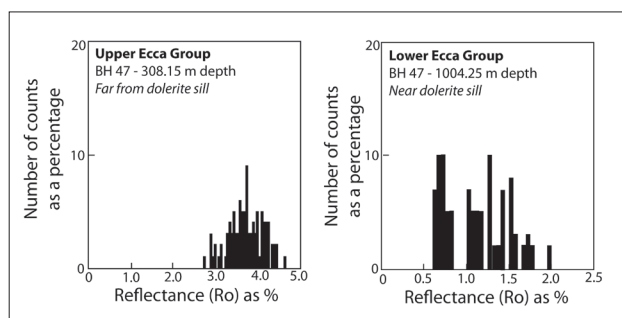 Upper Ecca Group
BH 47 - 308.15 m depth
Far from dolerite sill
Number of counts
as a percentage
20
10
0
0
1.0
2.0
3.0
4.0
5.0
Reflectance (Ro) as %
Lower Ecca Group
BH 47 - 1004.25 m depth
Near dolerite sill
Number of counts
as a percentage
20
10
0
0
0.5
1.0
1.5
2.0
2.5
Reflectance (Ro) as %